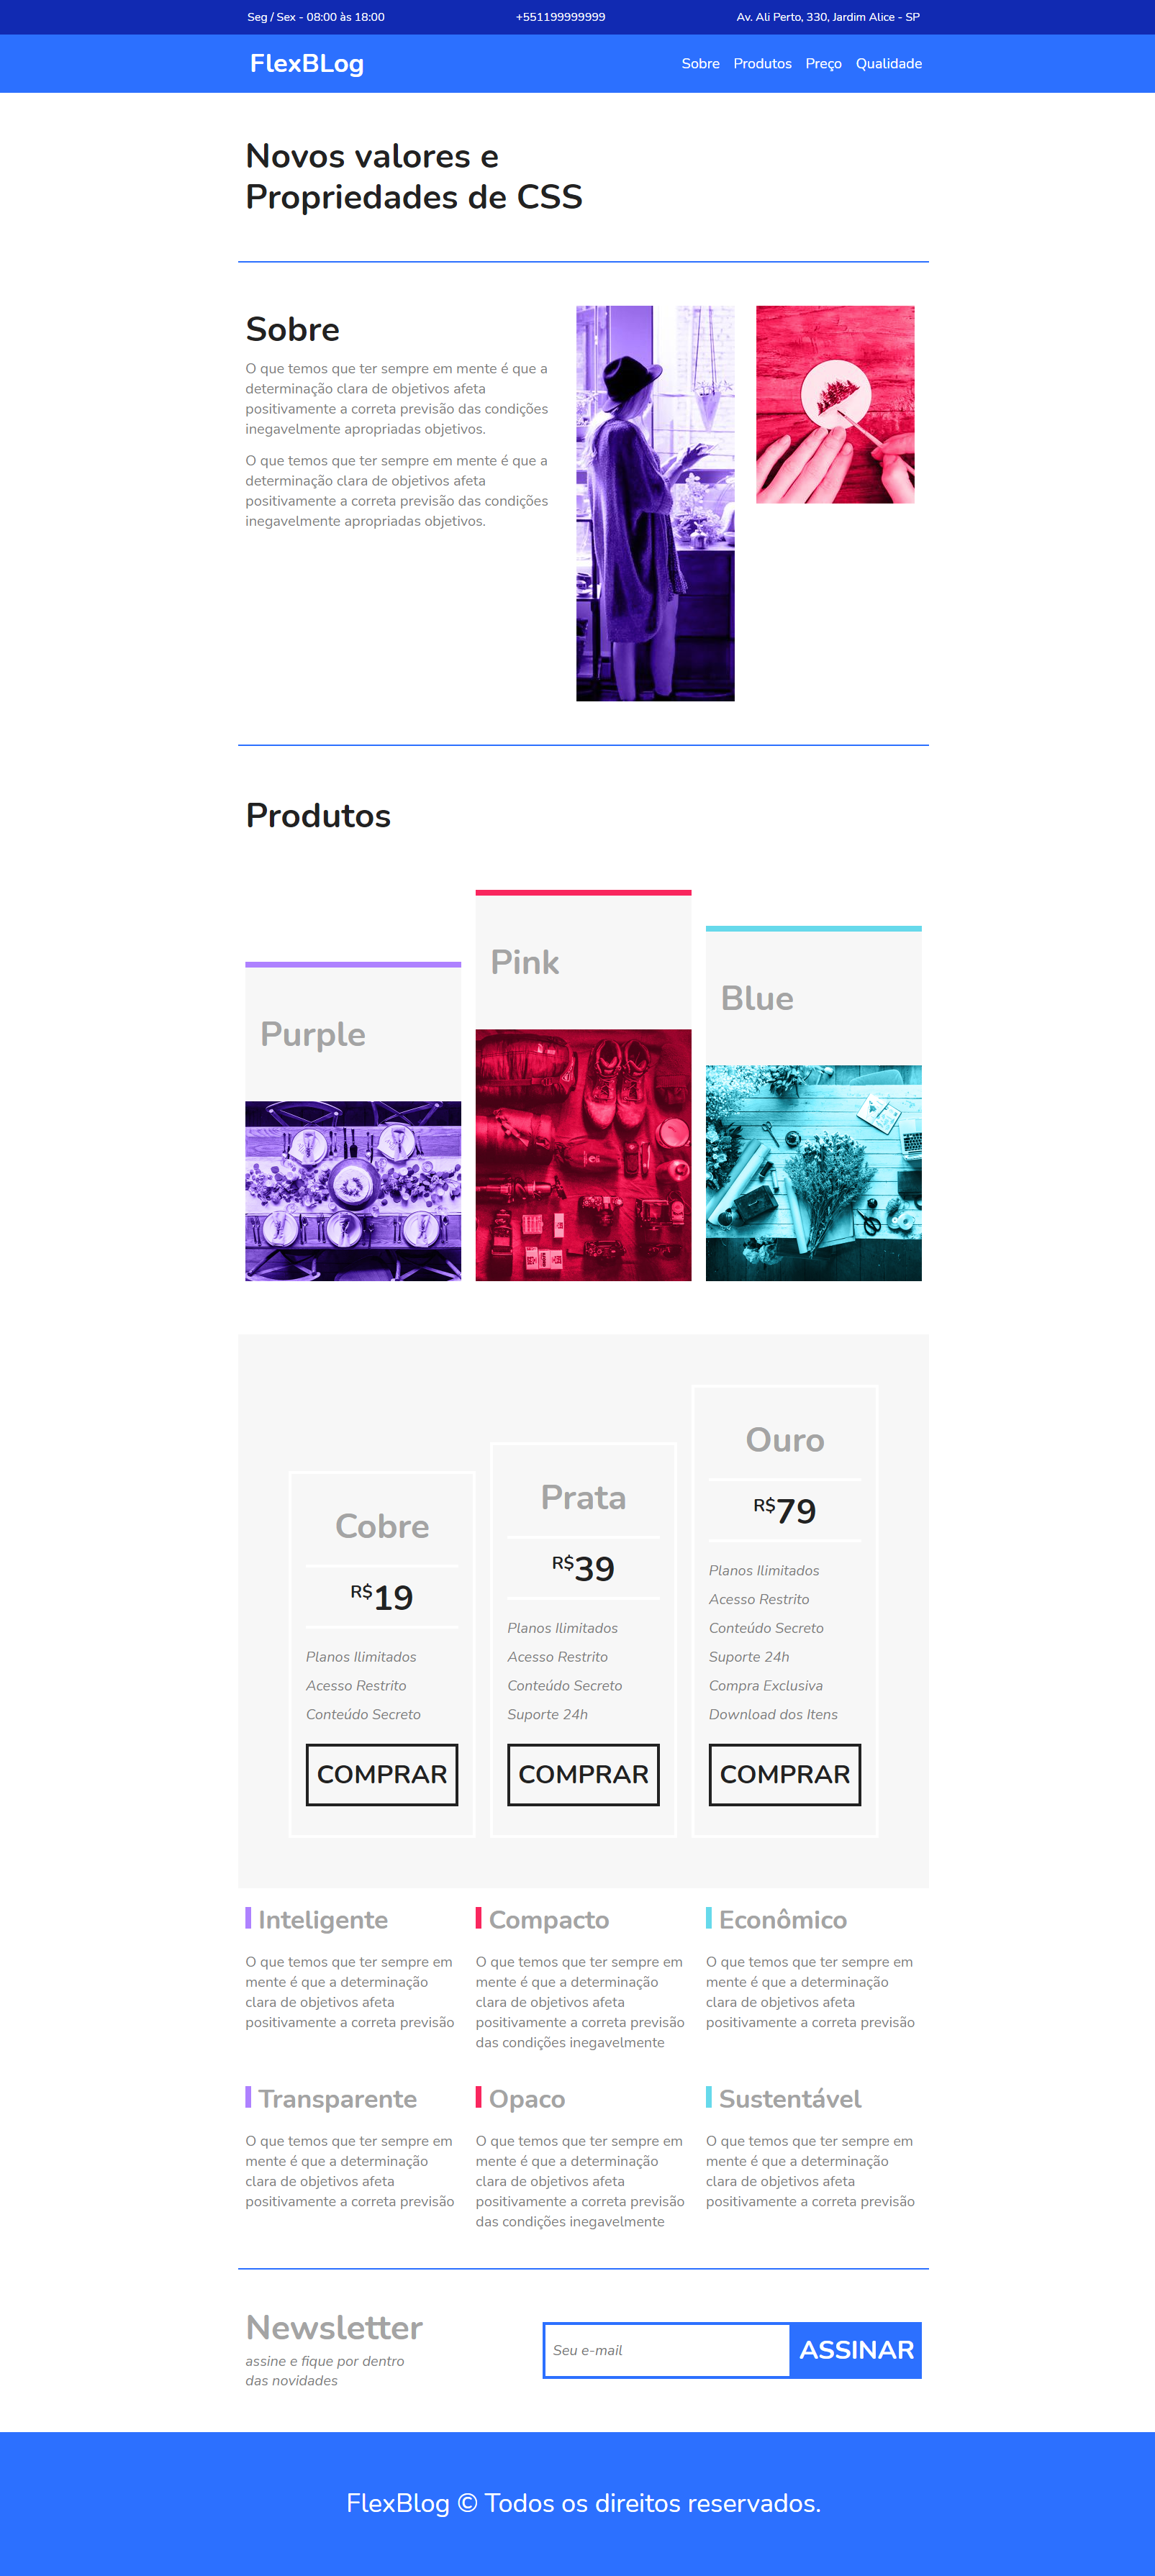 Seg / Sex - 08:00 às 18:00
+551199999999
Av. Ali Perto, 330, Jardim Alice - SP
FlexBLog
Sobre
Produtos
Preço
Qualidade
Novos valores e
Propriedades de CSS
Sobre
O que temos que ter sempre em mente é que a
determinação clara de objetivos afeta
positivamente a correta previsão das condições
inegavelmente apropriadas objetivos.
O que temos que ter sempre em mente é que a
determinação clara de objetivos afeta
positivamente a correta previsão das condições
inegavelmente apropriadas objetivos.
Produtos
Purple
Pink
Blue
Cobre
R$19
Planos Ilimitados
Acesso Restrito
Conteúdo Secreto
COMPRAR
Prata
R$39
Planos Ilimitados
Acesso Restrito
Conteúdo Secreto
Suporte 24h
COMPRAR
Ouro
R$79
Planos Ilimitados
Acesso Restrito
Conteúdo Secreto
Suporte 24h
Compra Exclusiva
Download dos Itens
COMPRAR
Inteligente
O que temos que ter sempre em
mente é que a determinação
clara de objetivos afeta
positivamente a correta previsão
Compacto
O que temos que ter sempre em
mente é que a determinação
clara de objetivos afeta
positivamente a correta previsão
das condições inegavelmente
Econômico
O que temos que ter sempre em
mente é que a determinação
clara de objetivos afeta
positivamente a correta previsão
Transparente
O que temos que ter sempre em
mente é que a determinação
clara de objetivos afeta
positivamente a correta previsão
Opaco
O que temos que ter sempre em
mente é que a determinação
clara de objetivos afeta
positivamente a correta previsão
das condições inegavelmente
Sustentável
O que temos que ter sempre em
mente é que a determinação
clara de objetivos afeta
positivamente a correta previsão
Newsletter
assine e fique por dentro
das novidades
Seu e-mail
ASSINAR
FlexBlog © Todos os direitos reservados.